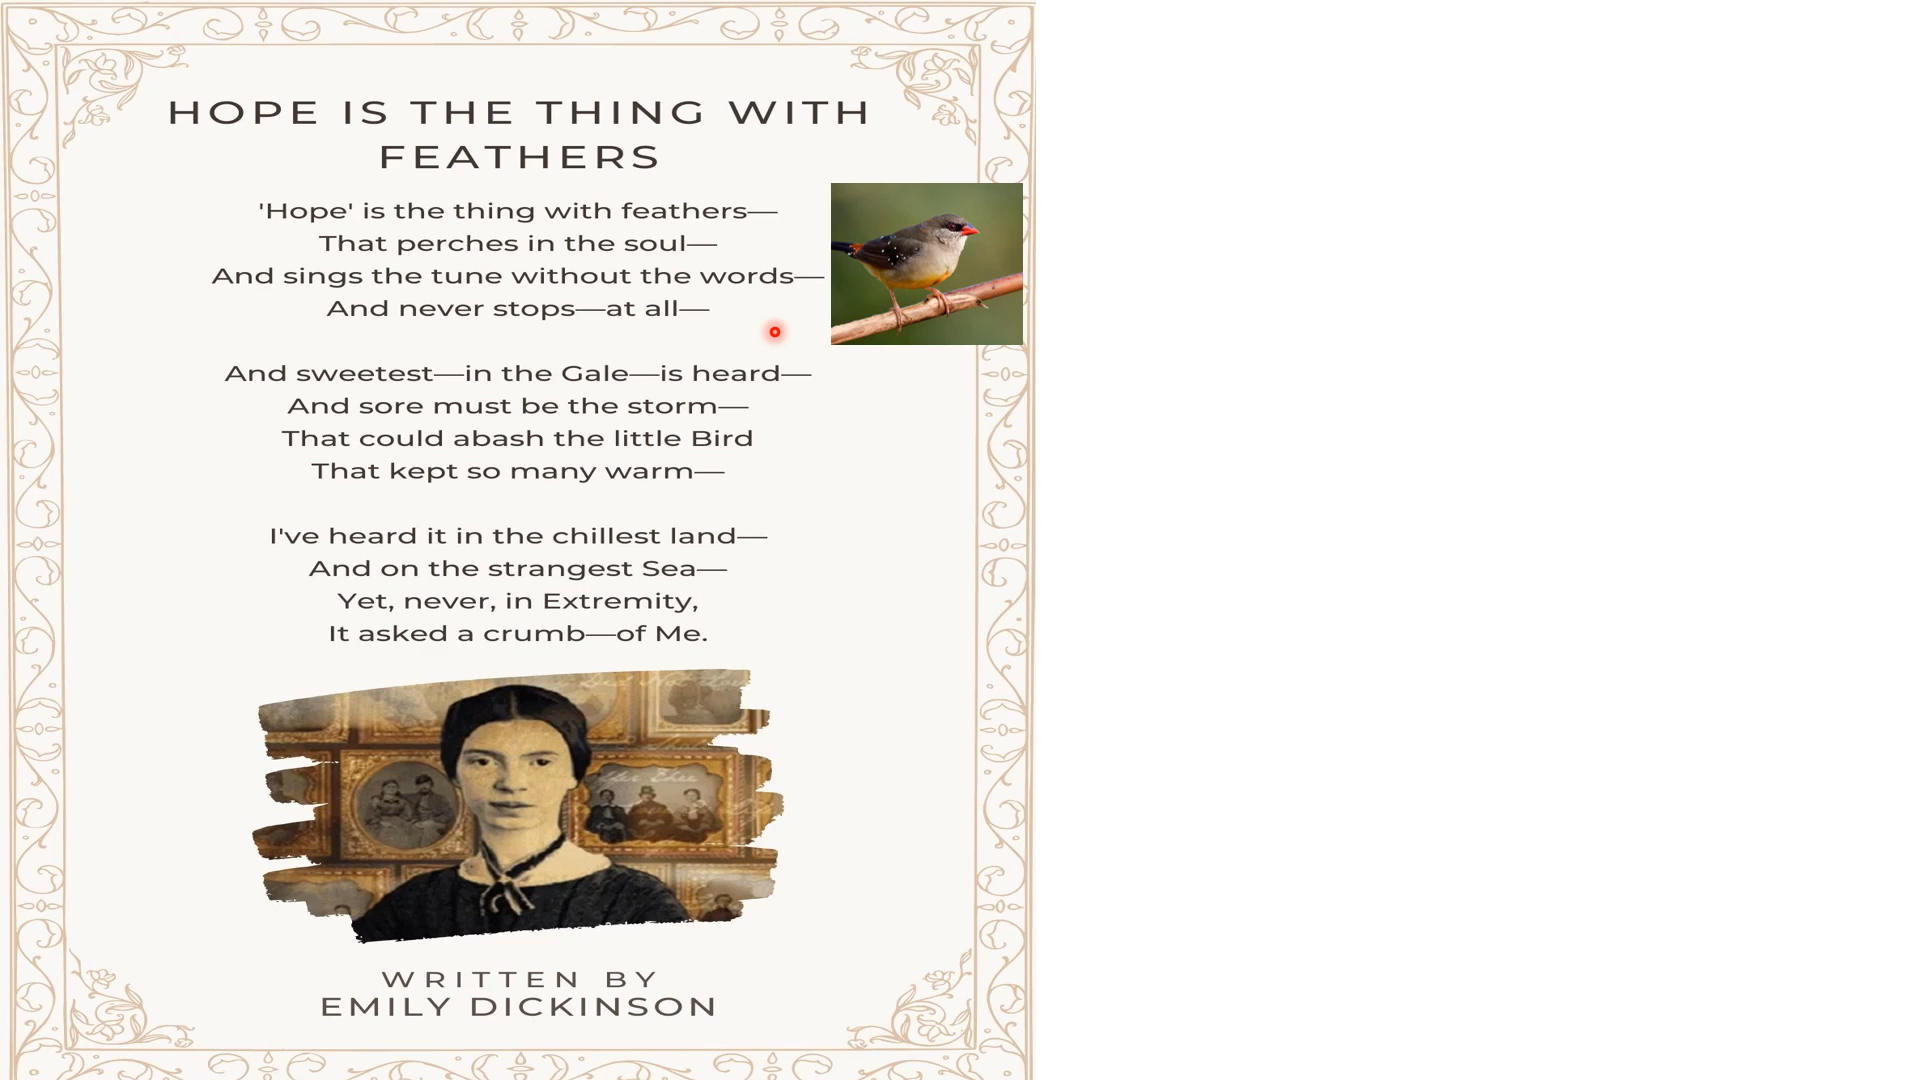 HOPE IS THE THING WITH
FEATHERS
'Hope' is the thing with feathers—
That perches in the soul—
And sings the tune without the words—
And never stops—at all—
And sweetest—in the Gale—is heard—
And sore must be the storm—
That could abash the little Bird
That kept so many warm—
I've heard it in the chillest land—
And on the strangest Sea—
Yet, never, in Extremity,
It asked a crumb—of Me.
WRITTEN BY
EMILY DICKINSON